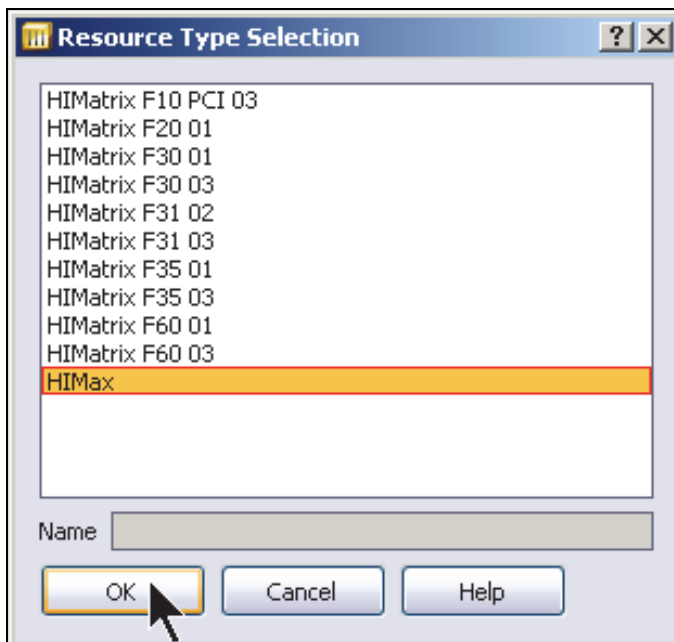 Resource Type Selection
HIMatrix F10 PCI 03
HIMatrix F20 01
HIMatrix F30 01
HIMatrix F30 03
HIMatrix F31 02
HIMatrix F31 03
HIMatrix F35 01
HIMatrix F35 03
HIMatrix F60 01
HIMatrix F60 03
HIMax
Name
OK Cancel Help